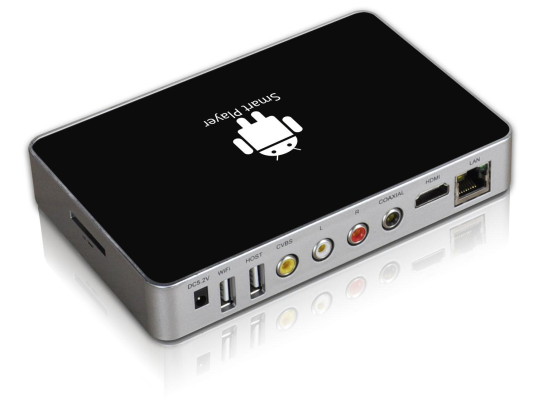 Smart Player
DC5.2V
WIFI
HOST
CVBS
L
R
COAXIAL
HDMI
LAN